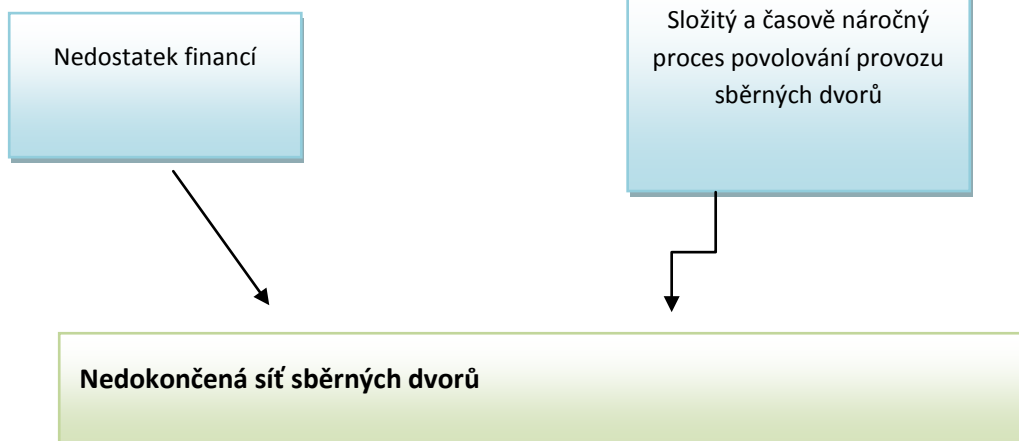 Nedostatek financí
Složitý a časově náročný
proces povolování provozu
sběrných dvorů
Nedokončená síť sběrných dvorů